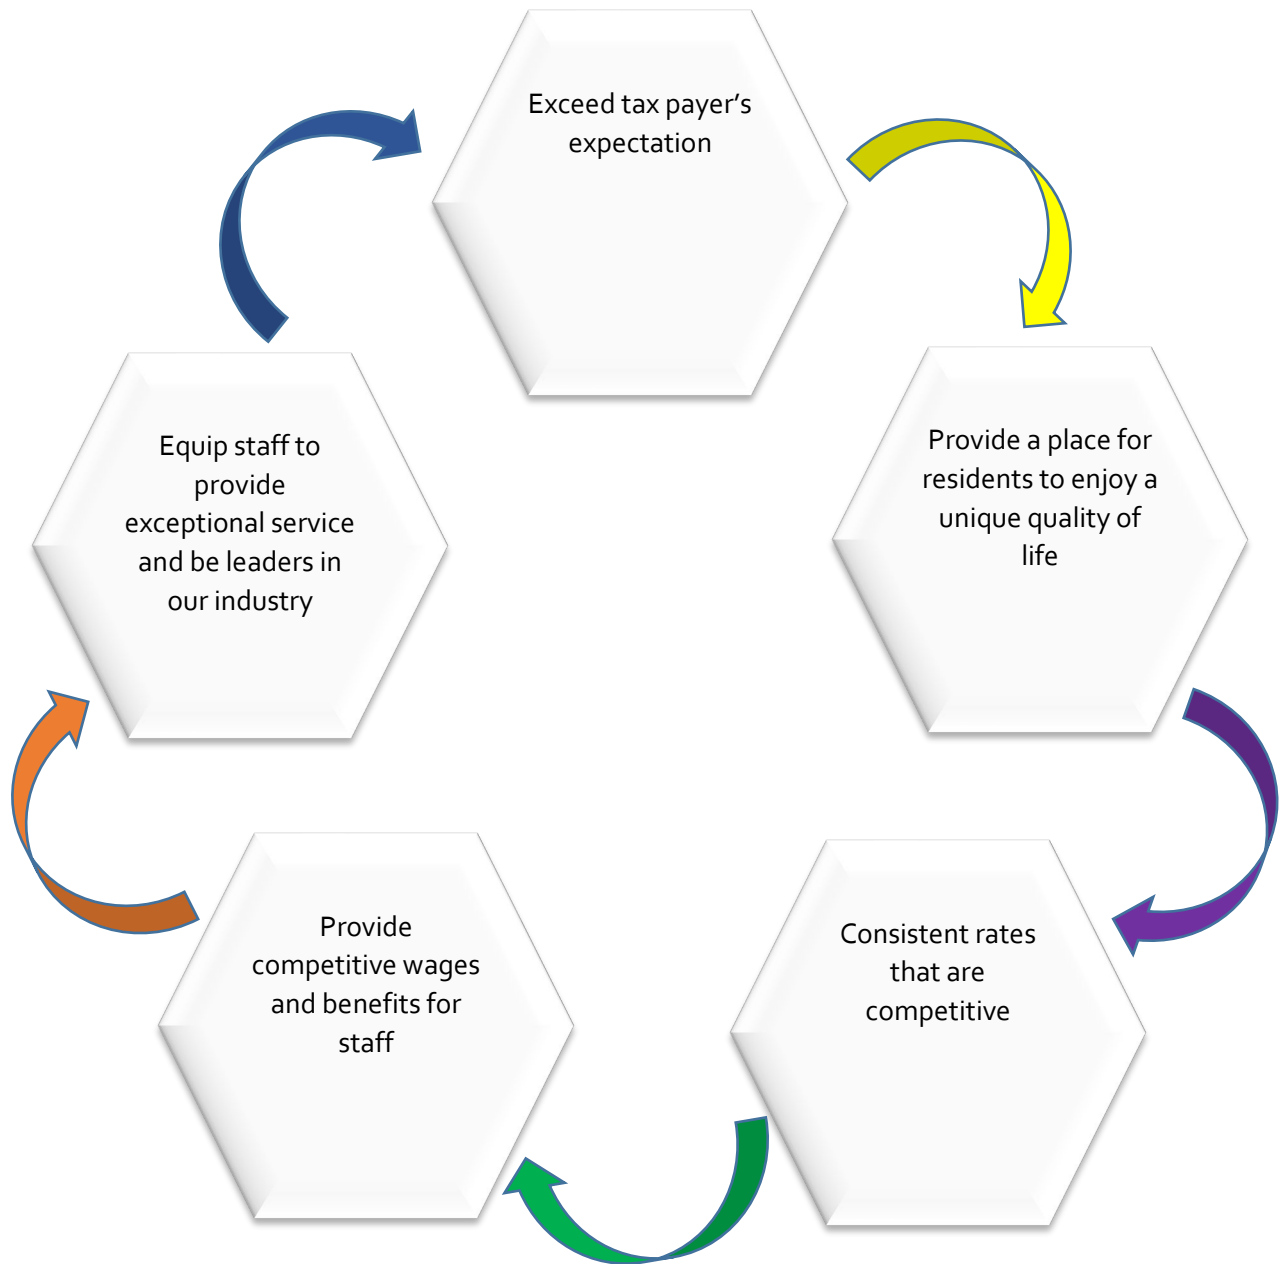 Exceed tax payer’s
expectation
Provide a place for
residents to enjoy a
unique quality of
life
Consistent rates
that are
competitive
Provide
competitive wages
and benefits for
staff
Equip staff to
provide
exceptional service
and be leaders in
our industry